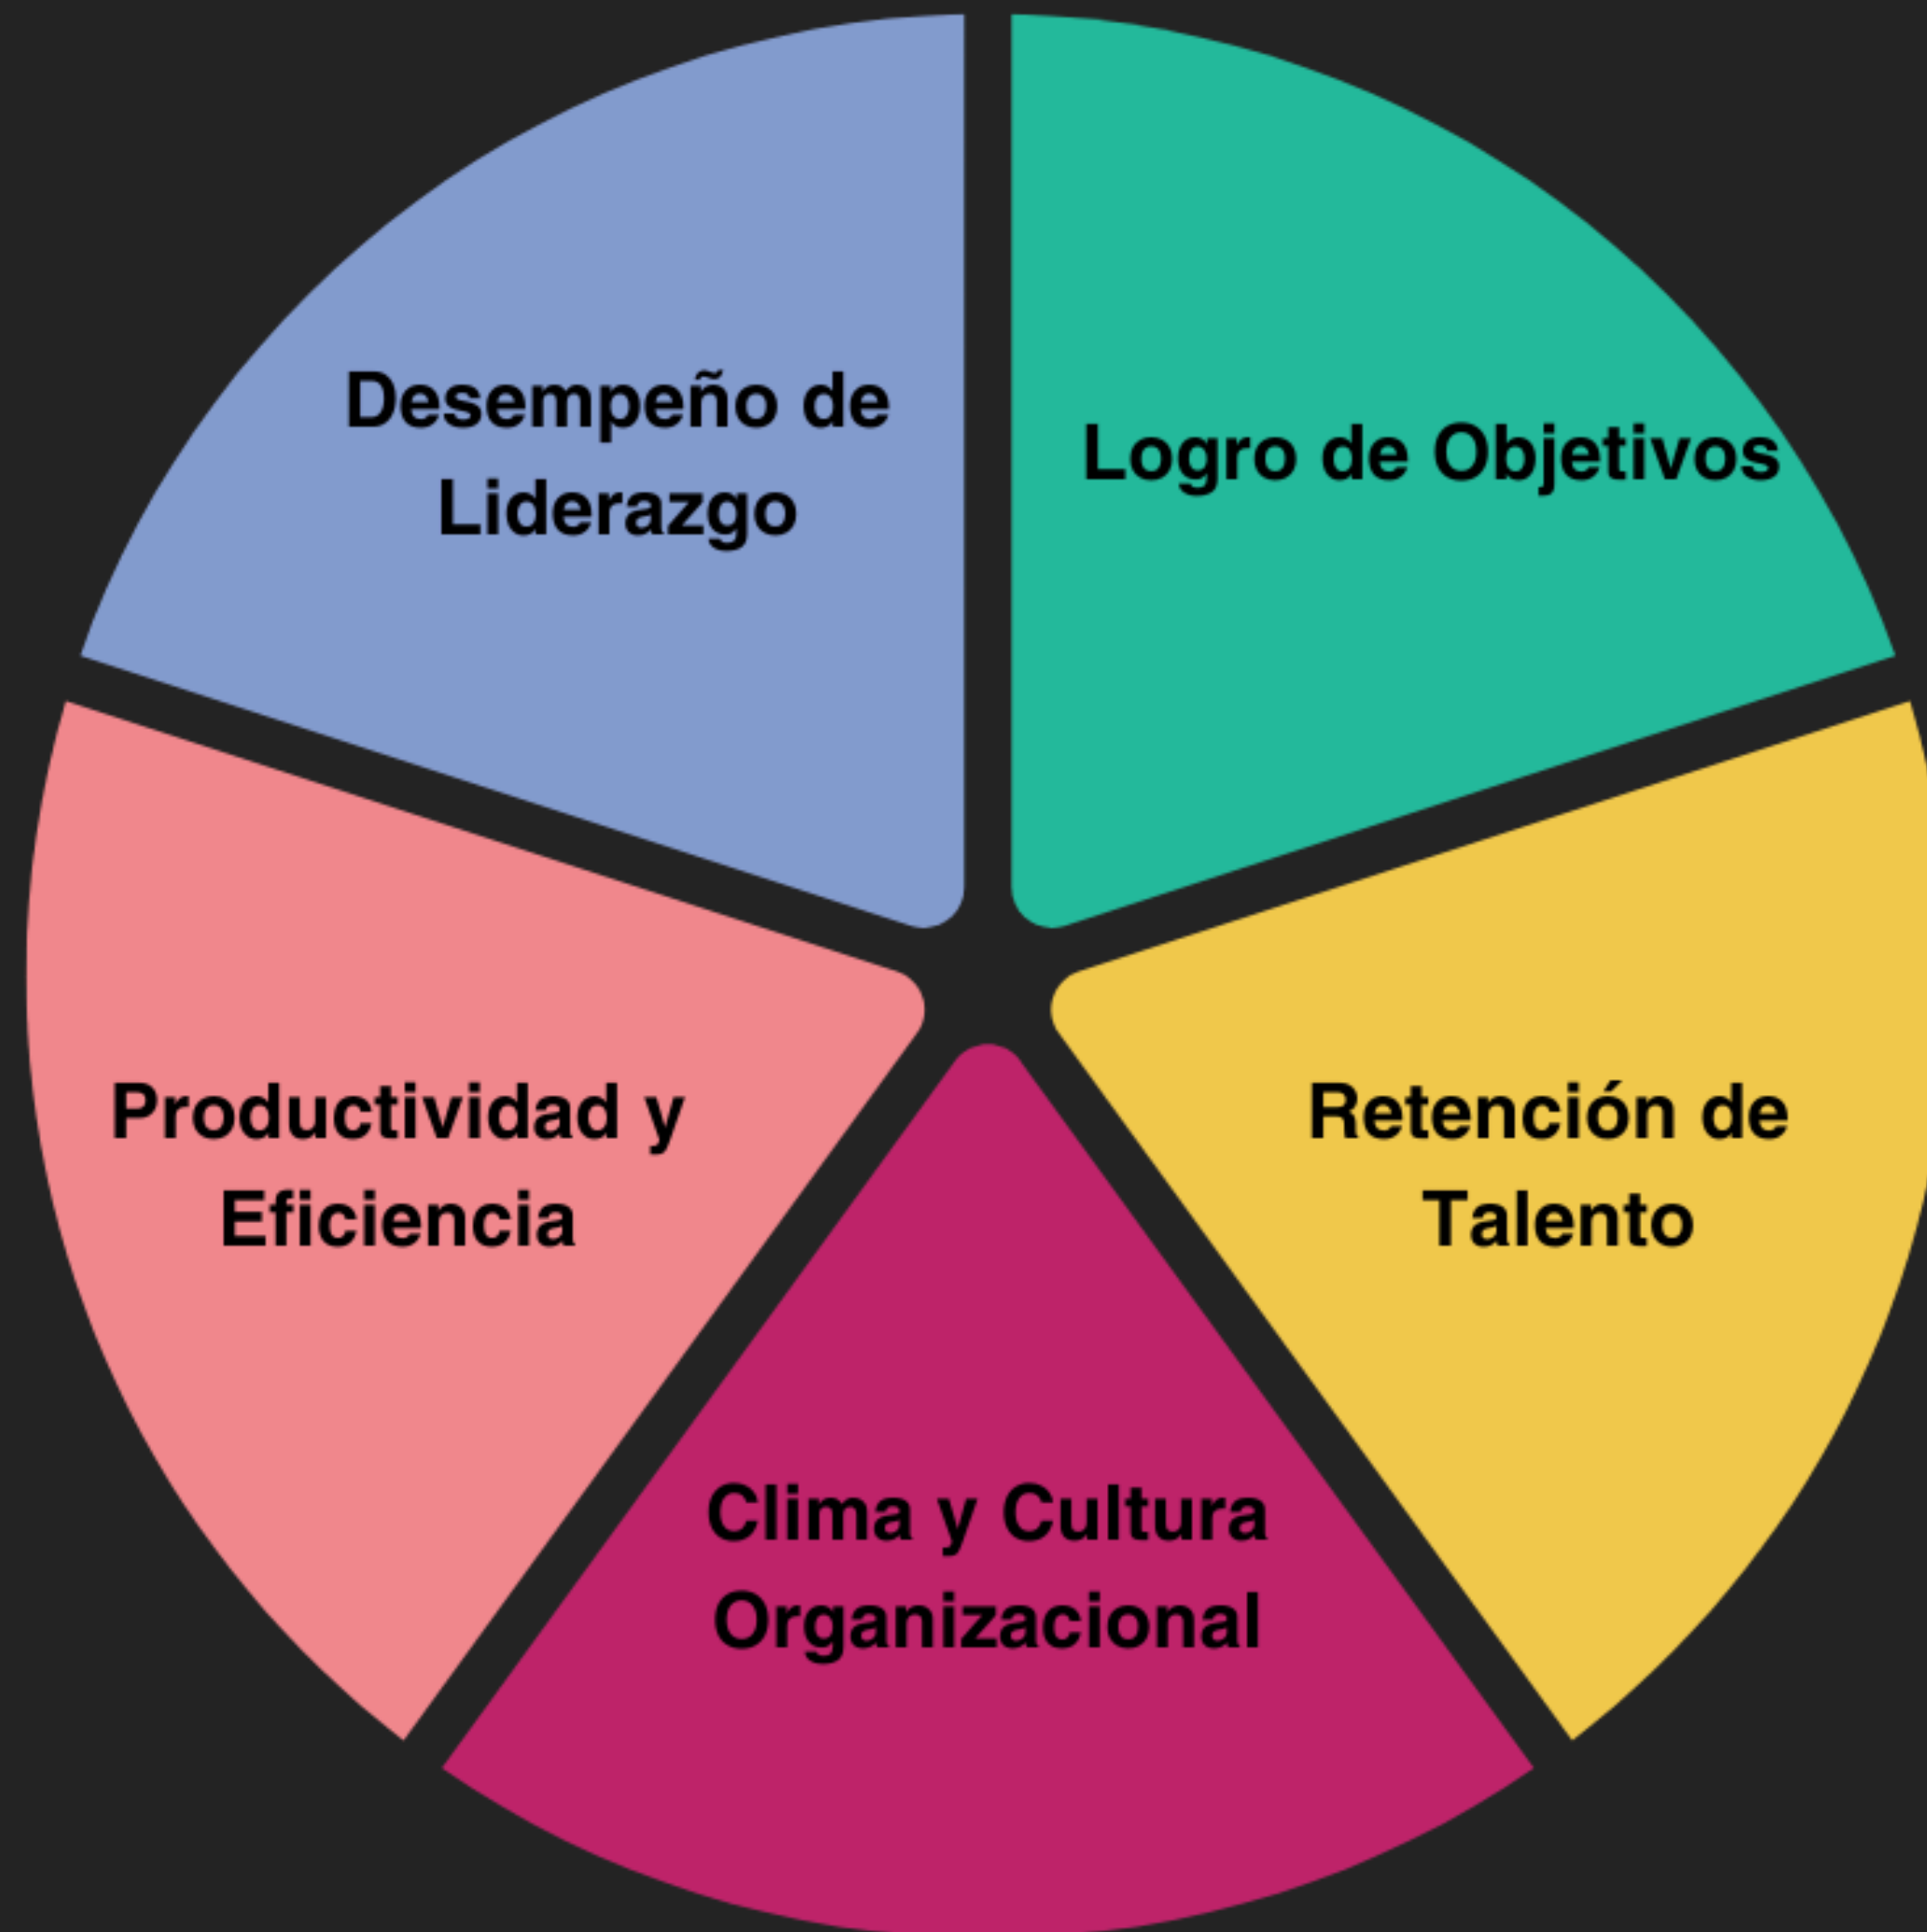 Desempeño de
Liderazgo
Logro de Objetivos
Productividad y
Eficiencia
Retención de
Talento
Clima y Cultura
Organizacional